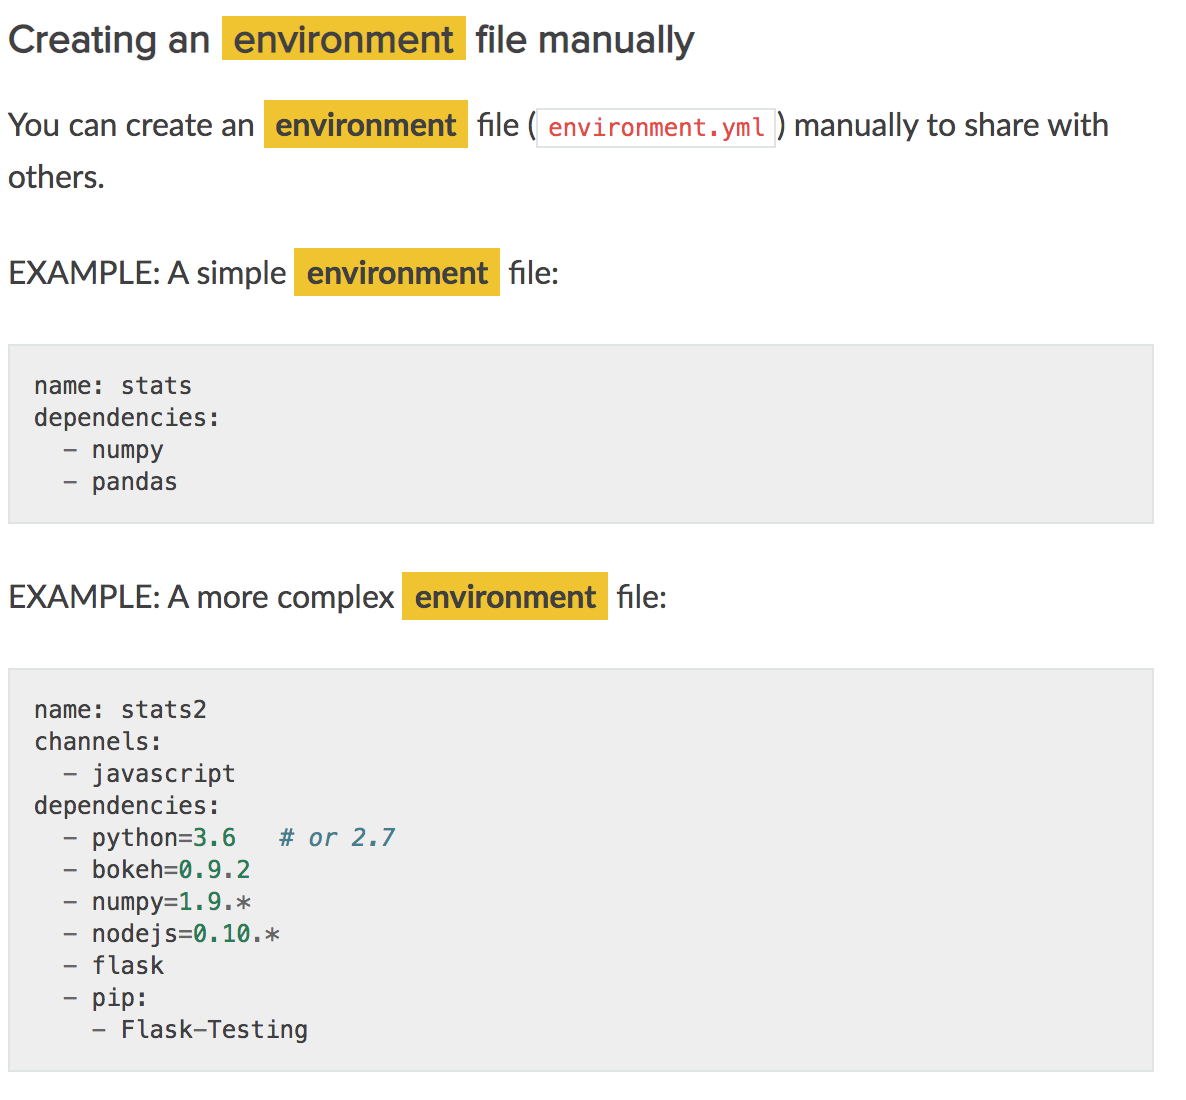 Creating an environment file manually
You can create an environment file (environment.yml) manually to share with
others.
EXAMPLE: A simple environment file:
name: stats
dependencies:
  - numpy
  - pandas
EXAMPLE: A more complex environment file:
name: stats2
channels:
  - javascript
dependencies:
  - python=3.6   # or 2.7
  - bokeh=0.9.2
  - numpy=1.9.*
  - nodejs=0.10.*
  - flask
  - pip:
    - Flask-Testing